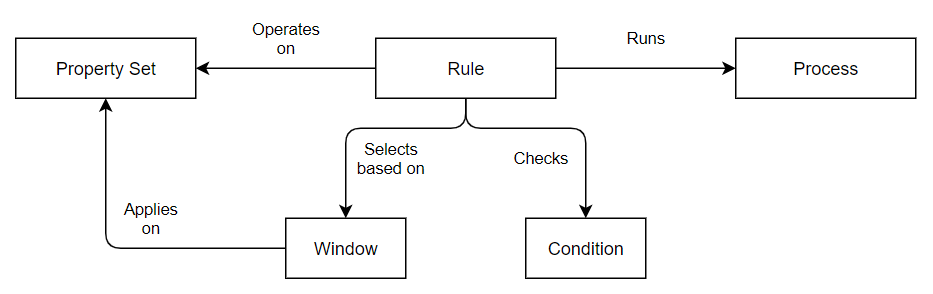 Operates
on
Runs
Property Set
Rule
Process
Selects
based on
Checks
Applies
on
Window
Condition